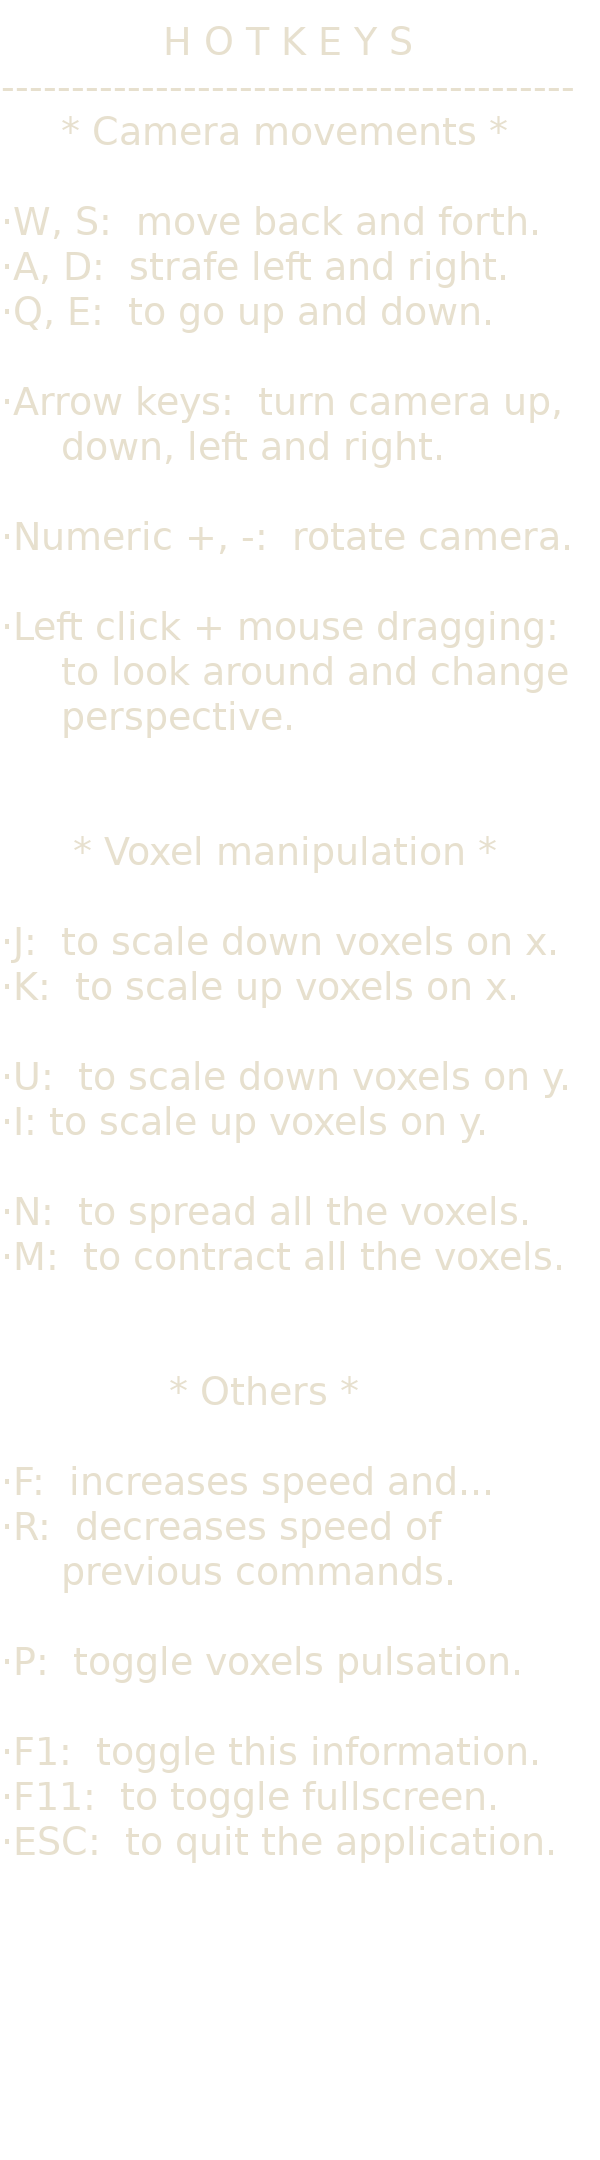 H O T K E Y S
-----------------------------------------
* Camera movements *
·W, S:  move back and forth.
·A, D:  strafe left and right.
·Q, E:  to go up and down.
·Arrow keys:  turn camera up,
down, left and right.
·Numeric +, -:  rotate camera.
·Left click + mouse dragging:
to look around and change
perspective.
* Voxel manipulation *
·J:  to scale down voxels on x.
·K:  to scale up voxels on x.
·U:  to scale down voxels on y.
·I: to scale up voxels on y.
·N:  to spread all the voxels.
·M:  to contract all the voxels.
* Others *
·F:  increases speed and...
·R:  decreases speed of
previous commands.
·P:  toggle voxels pulsation.
·F1:  toggle this information.
·F11:  to toggle fullscreen.
·ESC:  to quit the application.